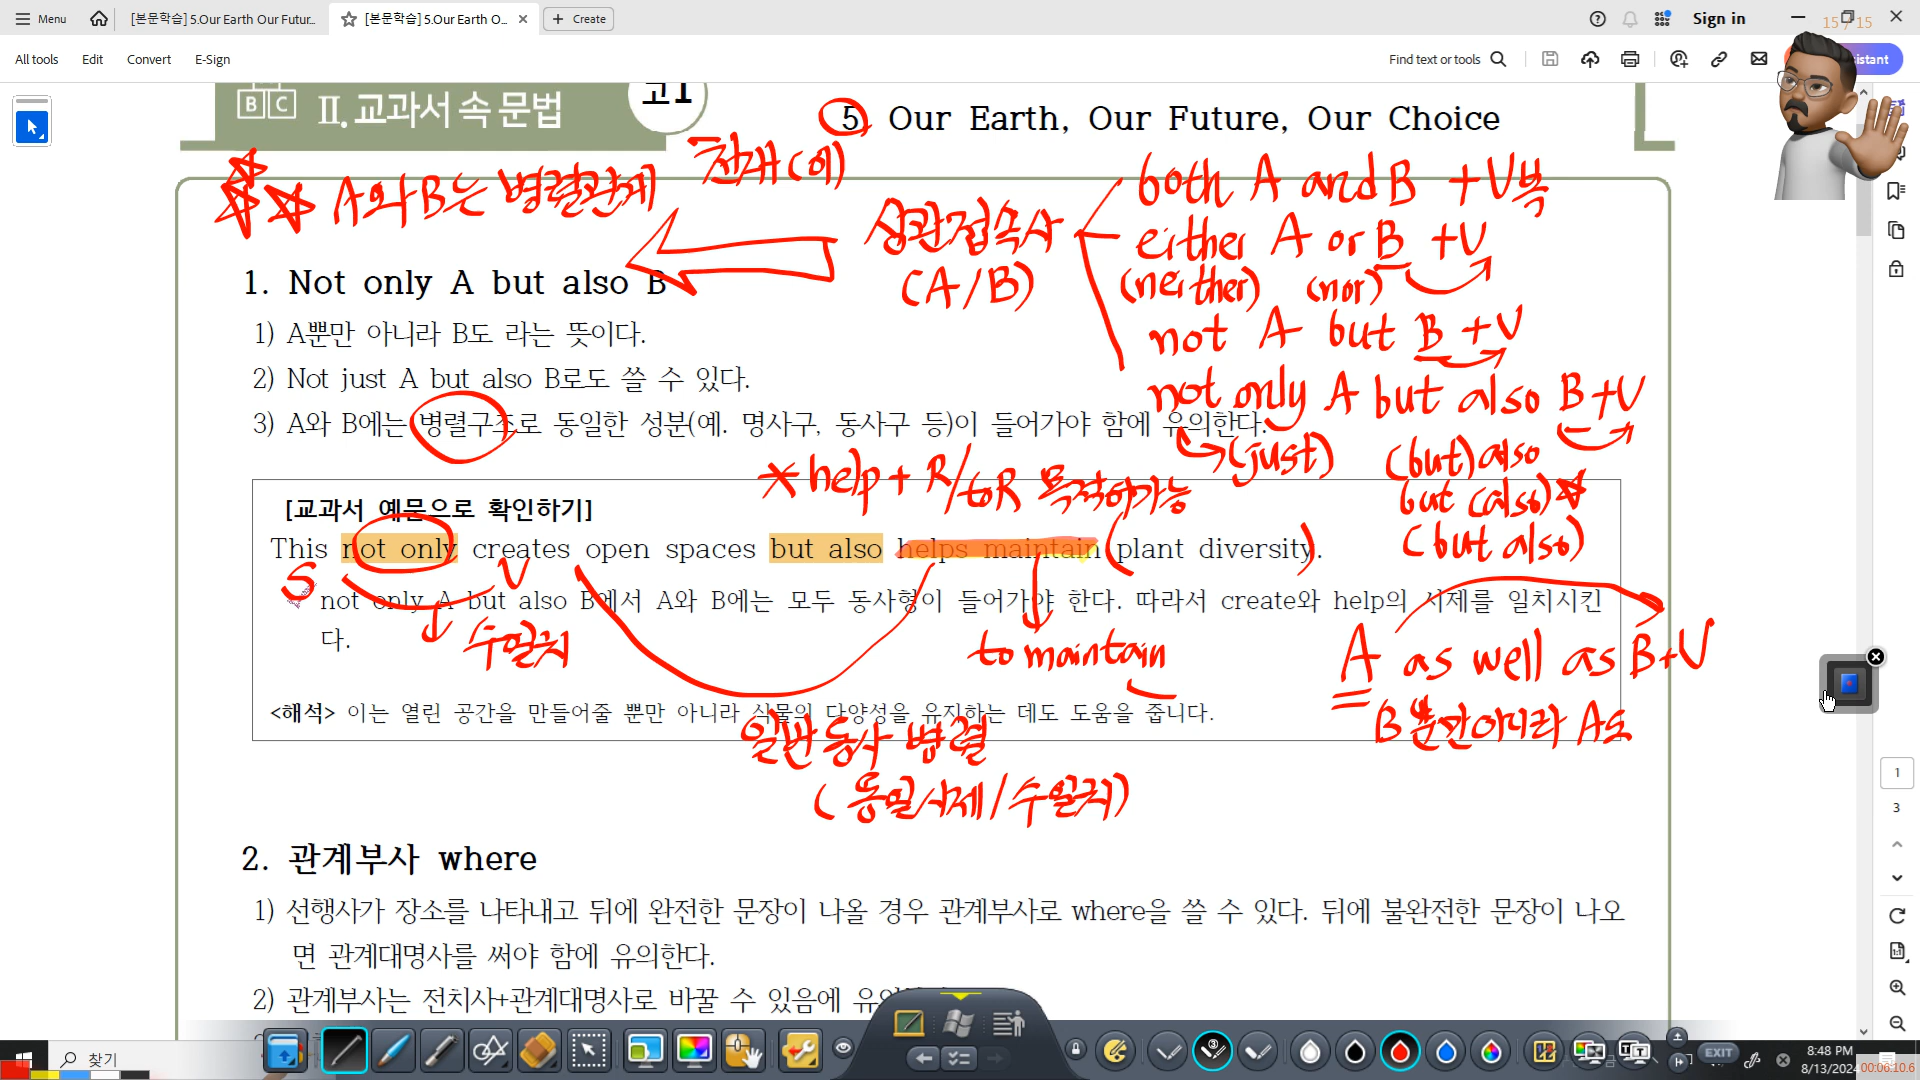 Menu
[본문학습] 5.Our Earth Our Futur...
[본문학습] 5.Our Earth O...
Create
Sign in
15 / 15
All tools Edit Convert E-Sign
Find text or tools
istant
B C
Ⅱ. 교과서 속 문법
고1
5. Our Earth, Our Future, Our Choice
천재(이)
A와 B는 병렬관계
상관접속사
(A/B)
both A and B +V복
either A or B +V
(neither) (nor)
not A but B +V
not only A but also B+V
(just)
(but) also
but (also)
(but also)
1. Not only A but also B
1) A뿐만 아니라 B도 라는 뜻이다.
2) Not just A but also B로도 쓸 수 있다.
3) A와 B에는 병렬구조로 동일한 성분(예. 명사구, 동사구 등)이 들어가야 함에 유의한다.
*help + R/to R 목적어가능
[교과서 예문으로 확인하기]
This not only creates open spaces but also helps maintain (plant diversity).
S V
not only A but also B에서 A와 B에는 모두 동사형이 들어가야 한다. 따라서 create와 help의 시제를 일치시킨
다.
수일치
to maintain
A as well as B+V
B뿐만아니라 A도
<해석> 이는 열린 공간을 만들어줄 뿐만 아니라 식물의 다양성을 유지하는 데도 도움을 줍니다.
일반동사 병렬
(동일시제/수일치)
2. 관계부사 where
1) 선행사가 장소를 나타내고 뒤에 완전한 문장이 나올 경우 관계부사로 where을 쓸 수 있다. 뒤에 불완전한 문장이 나오
면 관계대명사를 써야 함에 유의한다.
2) 관계부사는 전치사+관계대명사로 바꿀 수 있음에
1
3
찾기
EXIT
8:48 PM
8/13/2024
00:06:10.6